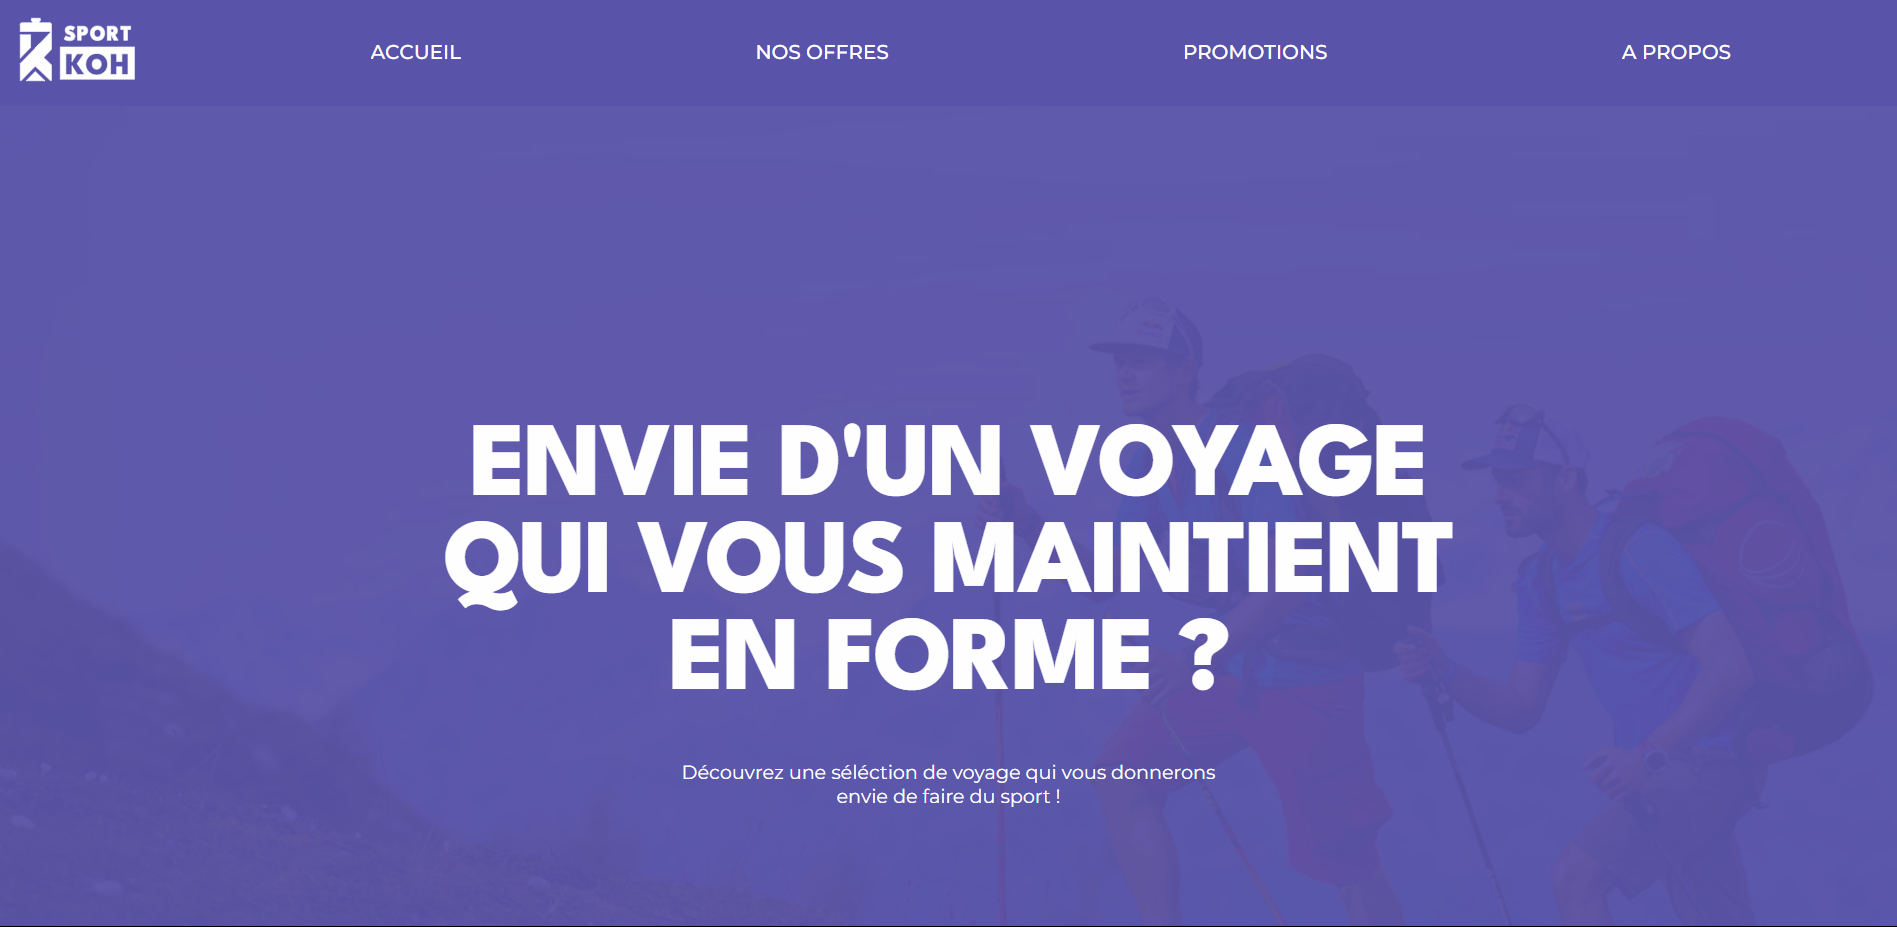 SPORT
KOH
ACCUEIL
NOS OFFRES
PROMOTIONS
A PROPOS
ENVIE D'UN VOYAGE
QUI VOUS MAINTIENT
EN FORME ?
Découvrez une séléction de voyage qui vous donnerons
envie de faire du sport !